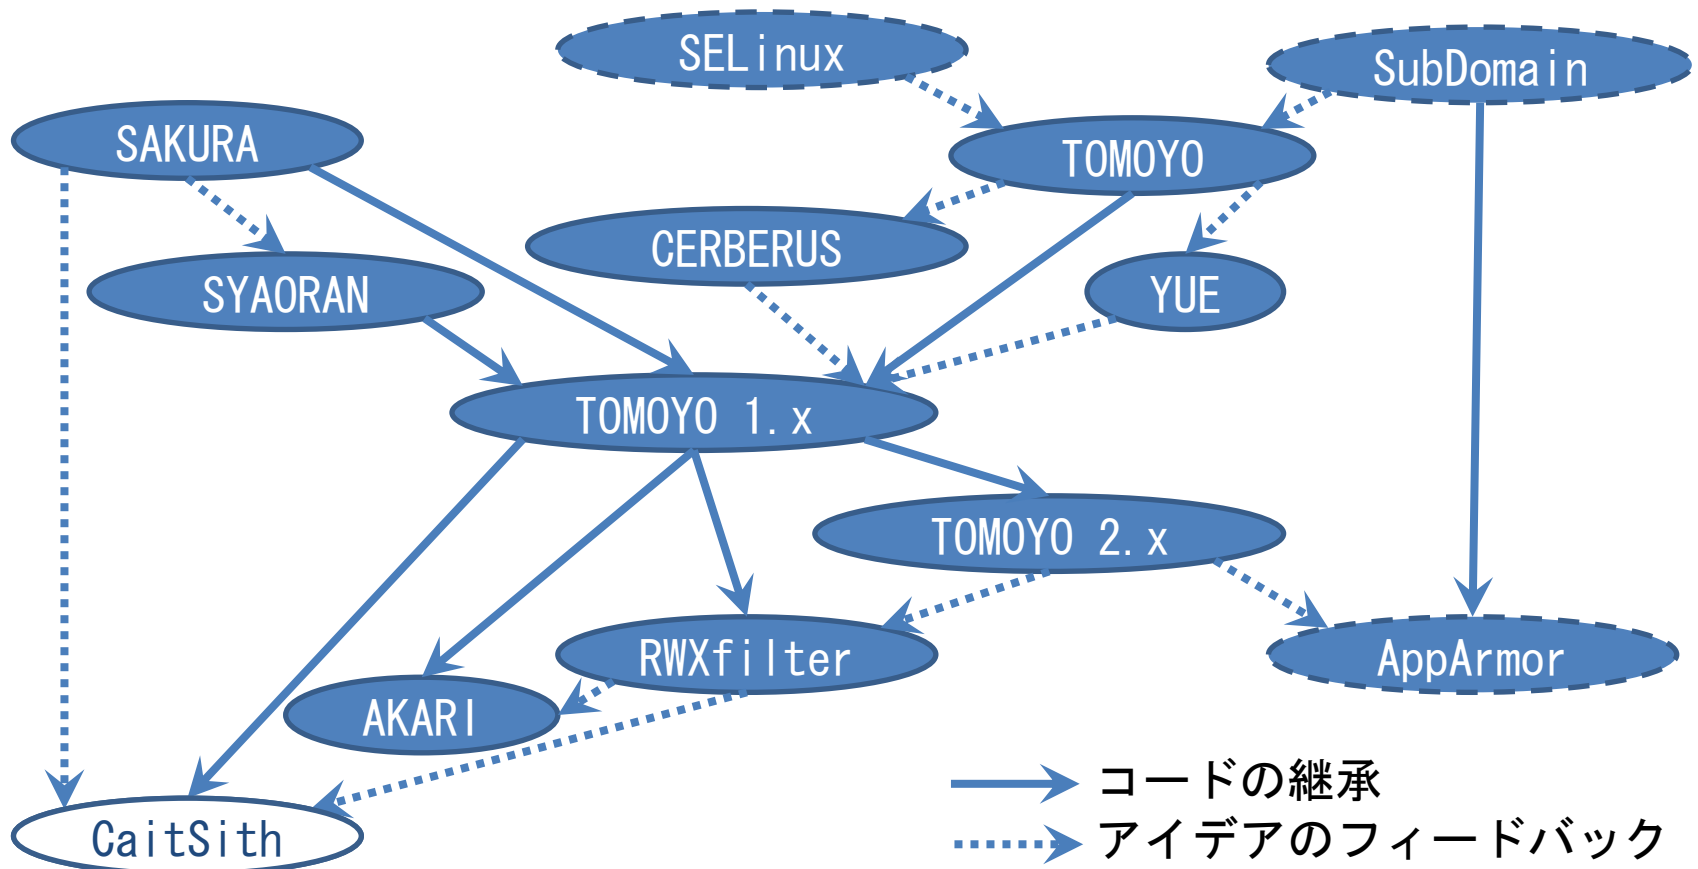 SELinux
SubDomain
SAKURA
TOMOYO
CERBERUS
SYAORAN
YUE
TOMOYO 1.x
TOMOYO 2.x
RWXfilter
AppArmor
AKARI
CaitSith
コードの継承
アイデアのフィードバック